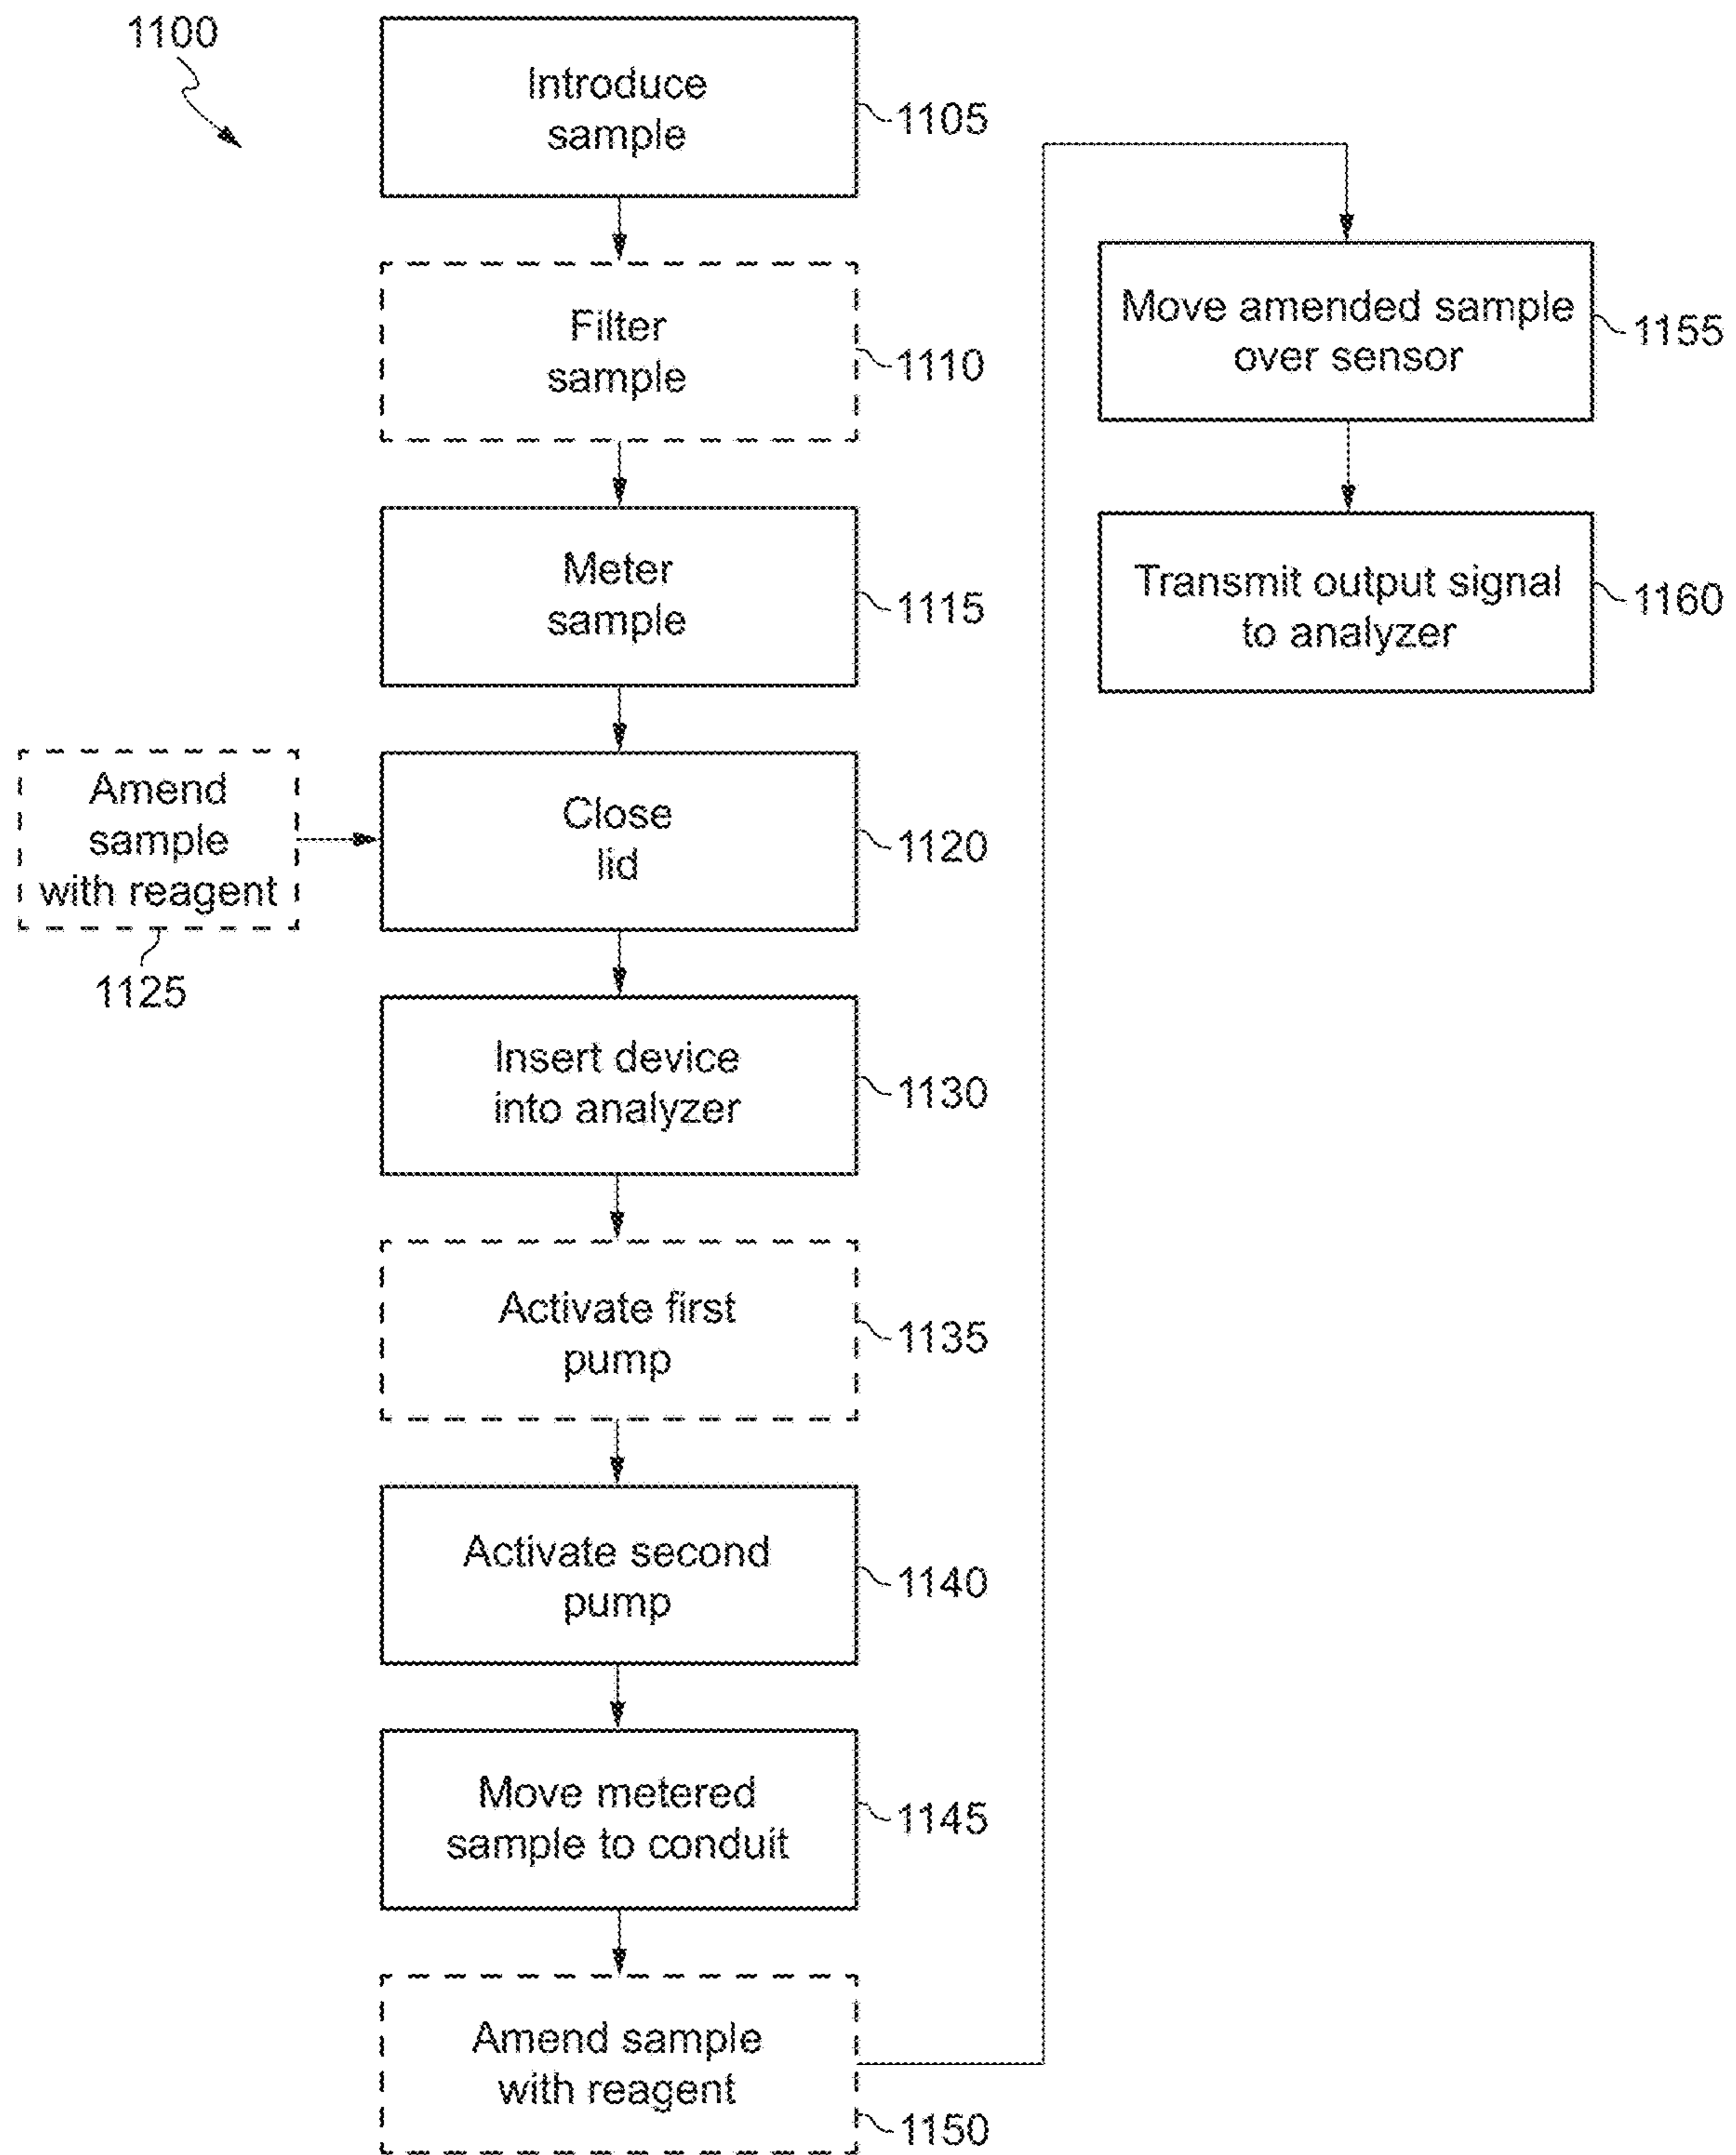 1100
Introduce
sample
1105
Filter
sample
1110
Meter
sample
1115
Close
lid
1120
Amend
sample
with reagent
1125
Insert device
into analyzer
1130
Activate first
pump
1135
Activate second
pump
1140
Move metered
sample to conduit
1145
Amend sample
with reagent
1150
Move amended sample
over sensor
1155
Transmit output signal
to analyzer
1160